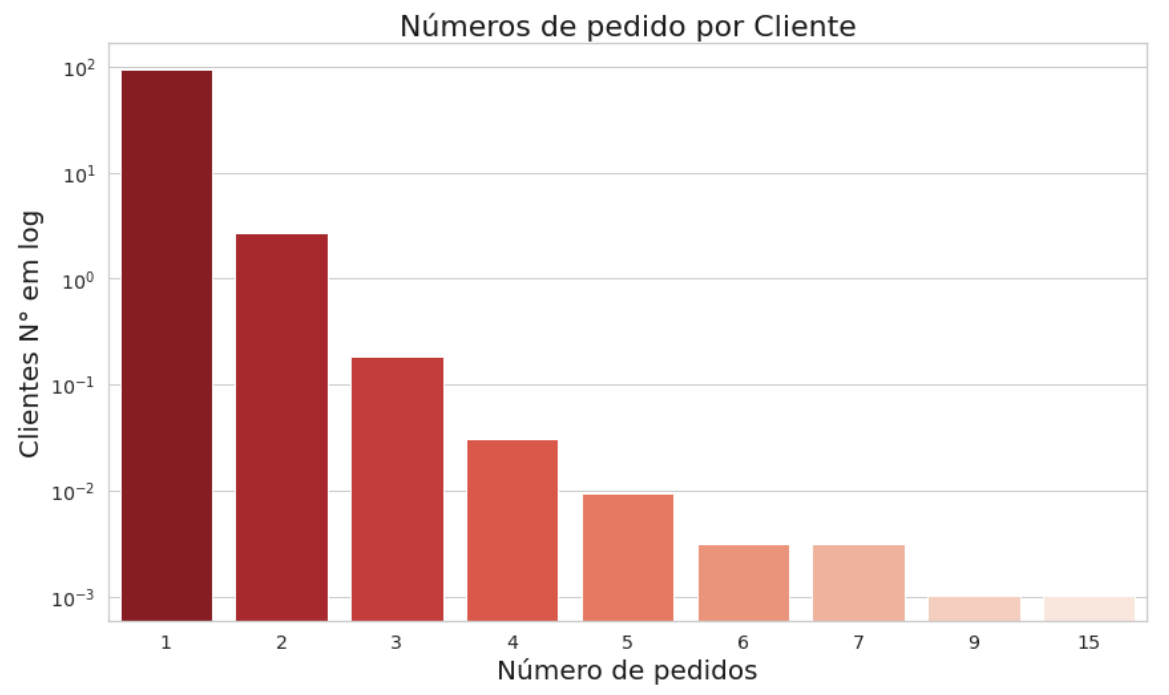 Números de pedido por Cliente
Clientes N° em log
10²
10¹
10⁰
10⁻¹
10⁻²
10⁻³
1 2 3 4 5 6 7 9 15
Número de pedidos